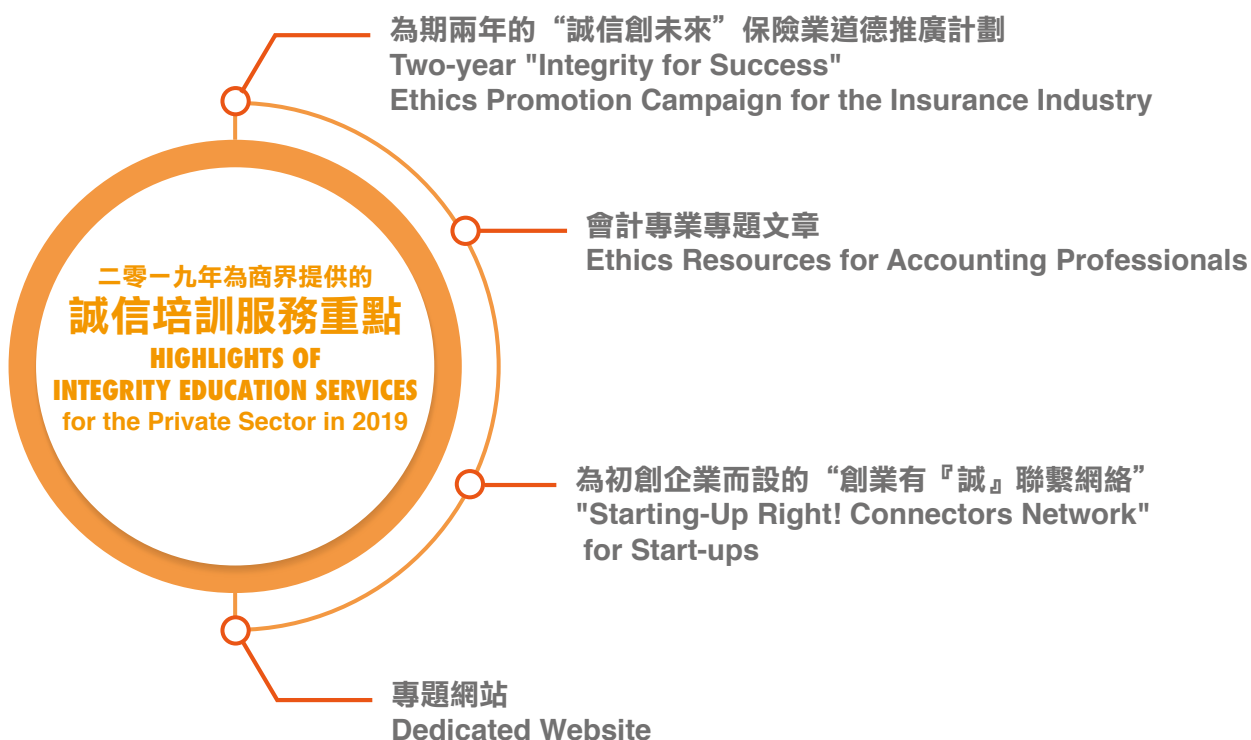 為期兩年的“誠信創未來”保險業道德推廣計劃
Two-year "Integrity for Success"
Ethics Promotion Campaign for the Insurance Industry
會計專業專題文章
Ethics Resources for Accounting Professionals
二零一九年為商界提供的
誠信培訓服務重點
HIGHLIGHTS OF
INTEGRITY EDUCATION SERVICES
for the Private Sector in 2019
為初創企業而設的“創業有『誠』聯繫網絡”
"Starting-Up Right! Connectors Network"
for Start-ups
專題網站
Dedicated Website